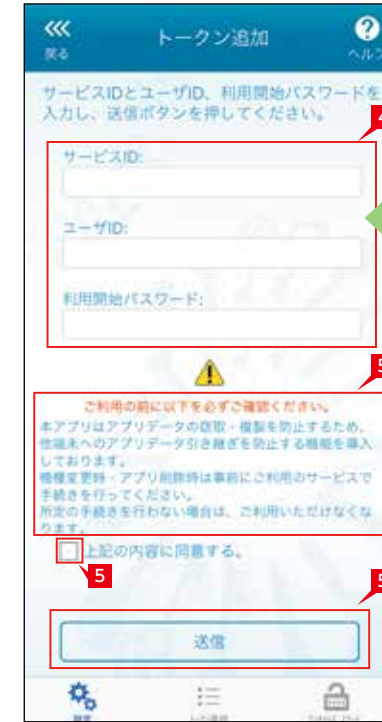 戻る
トークン追加
?
ヘルプ
サービスIDとユーザID、利用開始パスワードを
入力し、送信ボタンを押してください。
4
サービスID:
ユーザID:
利用開始パスワード:
5
ご利用の前に以下を必ずご確認ください。
本アプリはアプリデータの窃取・複製を防止するため、
他端末へのアプリデータ引き継ぎを防止する機能を導入
しております。
機種変更時・アプリ削除時は事前にご利用のサービスで
手続きを行ってください。
所定の手続きを行わない場合は、ご利用いただけなくな
ります。
上記の内容に同意する。
5
5
送信
設定